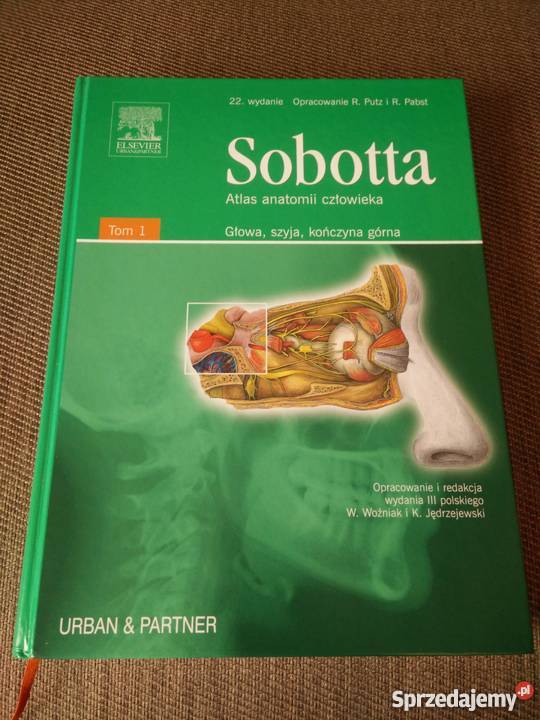 22. wydanie Opracowanie R. Putz i R. Pabst
ELSEVIER
URBAN&PARTNER
Sobotta
Atlas anatomii człowieka
Tom 1
Głowa, szyja, kończyna górna
Opracowanie i redakcja
wydania III polskiego
W. Woźniak i K. Jędrzejewski
URBAN & PARTNER
Sprzedajemy.pl